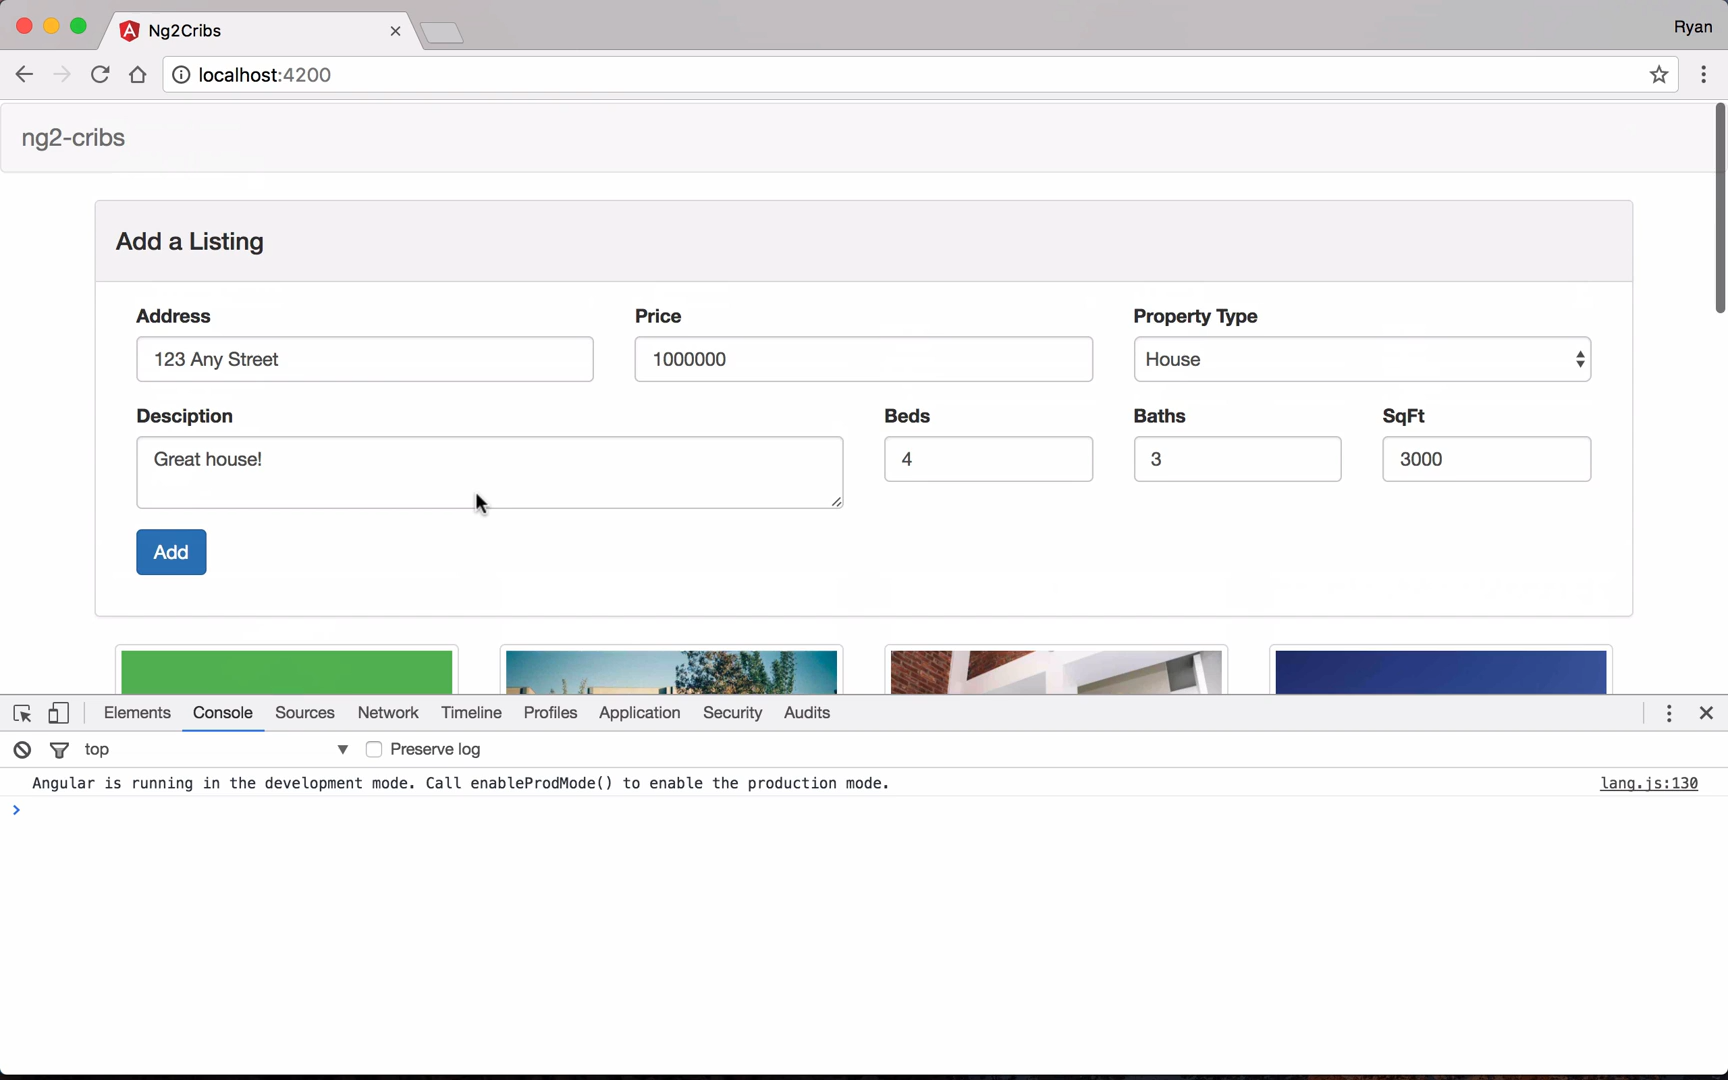 Ng2Cribs
Ryan
localhost:4200
ng2-cribs
Add a Listing
Address
Price
Property Type
123 Any Street
1000000
House
Desciption
Beds
Baths
SqFt
Great house!
4
3
3000
Add
Elements
Console
Sources
Network
Timeline
Profiles
Application
Security
Audits
top
Preserve log
Angular is running in the development mode. Call enableProdMode() to enable the production mode.
lang.js:130